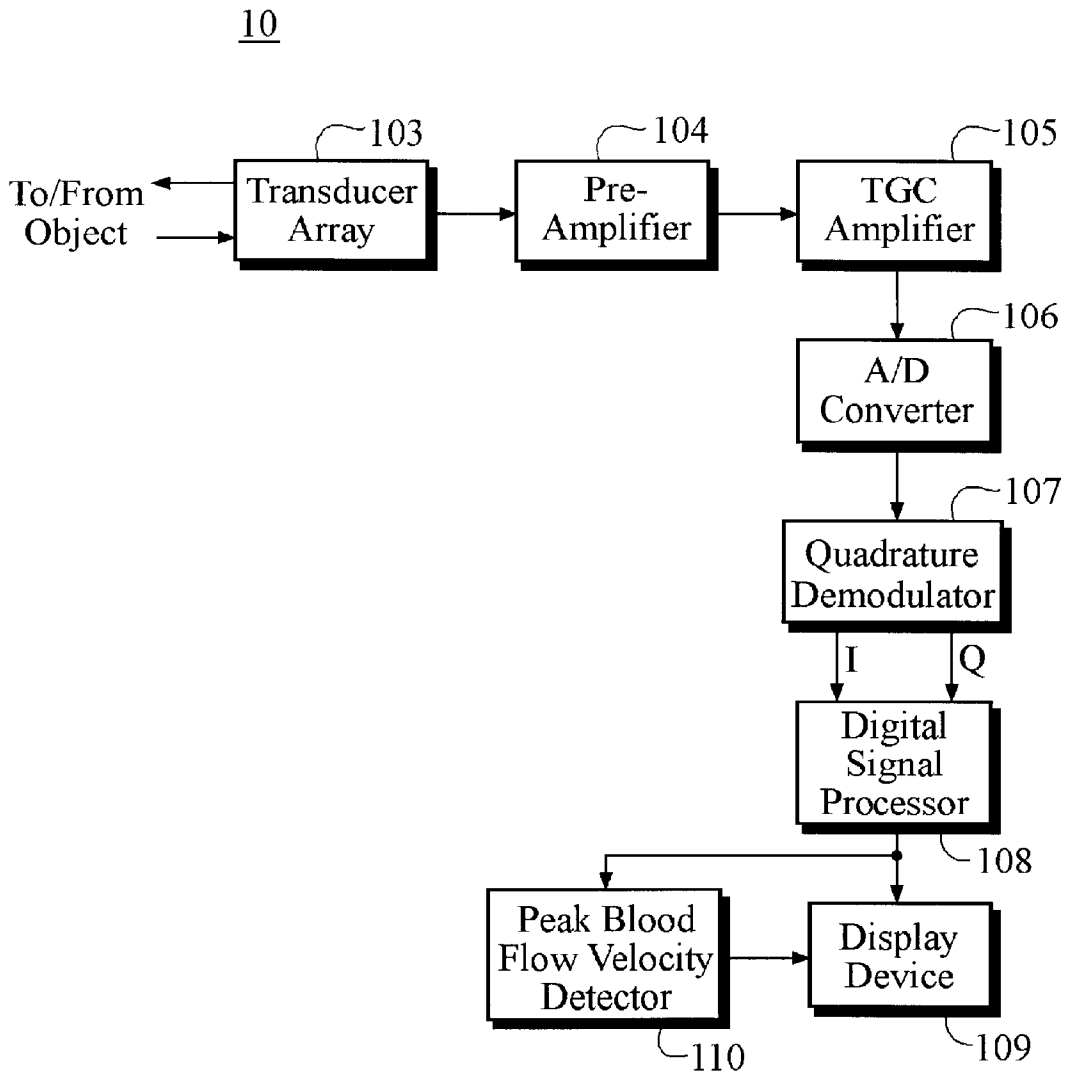 10
103
104
105
To/From
Object
Transducer
Array
Pre-
Amplifier
TGC
Amplifier
106
A/D
Converter
107
Quadrature
Demodulator
I
Q
Digital
Signal
Processor
108
Peak Blood
Flow Velocity
Detector
Display
Device
110
109